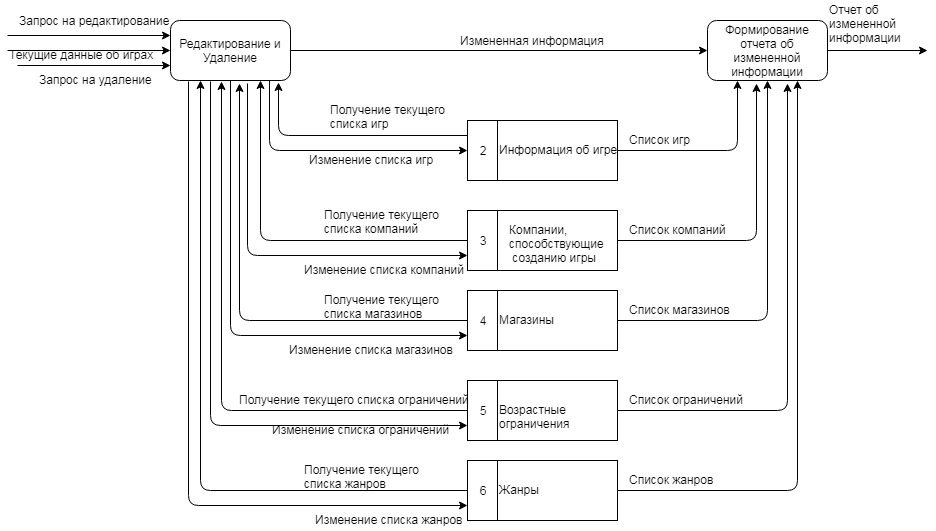 Запрос на редактирование
Текущие данные об играх
Запрос на удаление
Редактирование и
Удаление
Измененная информация
Формирование
отчета об
измененной
информации
Отчет об
измененной
информации
Получение текущего
списка игр
Изменение списка игр
2
Информация об игре
Список игр
Получение текущего
списка компаний
Изменение списка компаний
3
Компании,
способствующие
созданию игры
Список компаний
Получение текущего
списка магазинов
Изменение списка магазинов
4
Магазины
Список магазинов
Получение текущего списка ограничений
Изменение списка ограничений
5
Возрастные
ограничения
Список ограничений
Получение текущего
списка жанров
Изменение списка жанров
6
Жанры
Список жанров